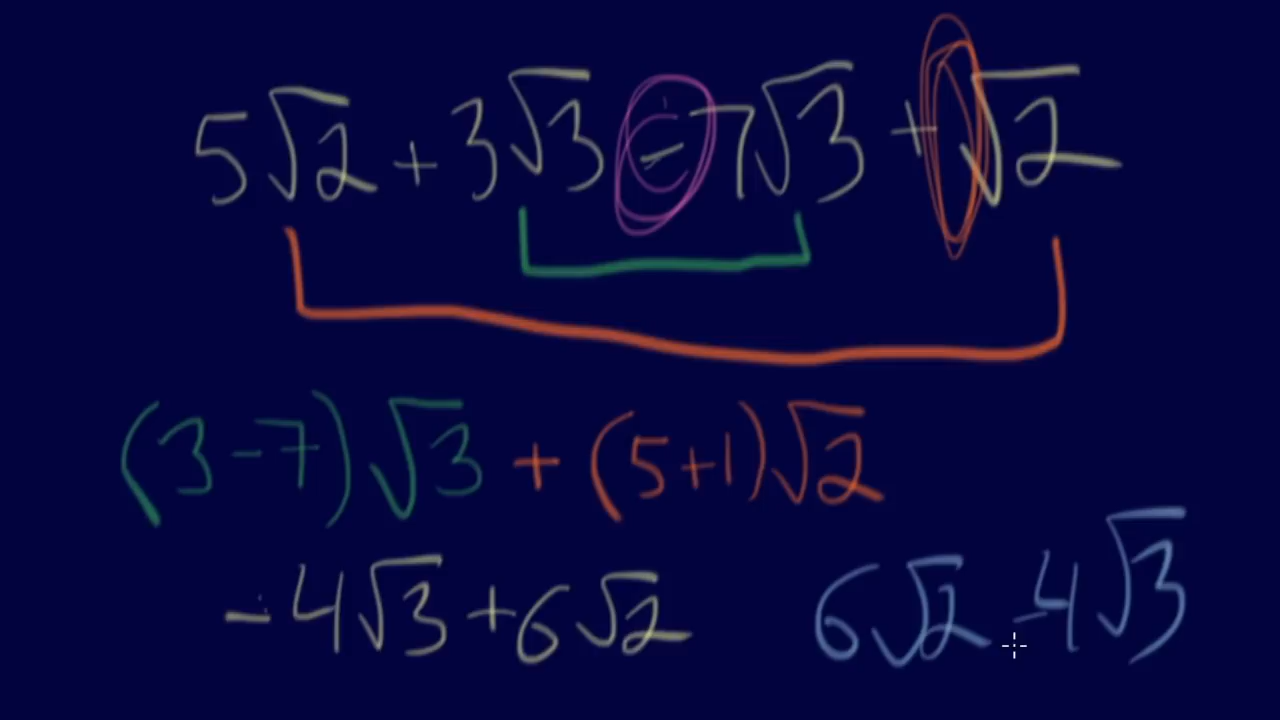 5√2 + 3√3 - 7√3 + √2
(3-7)√3 + (5+1)√2
-4√3 + 6√2 6√2 - 4√3